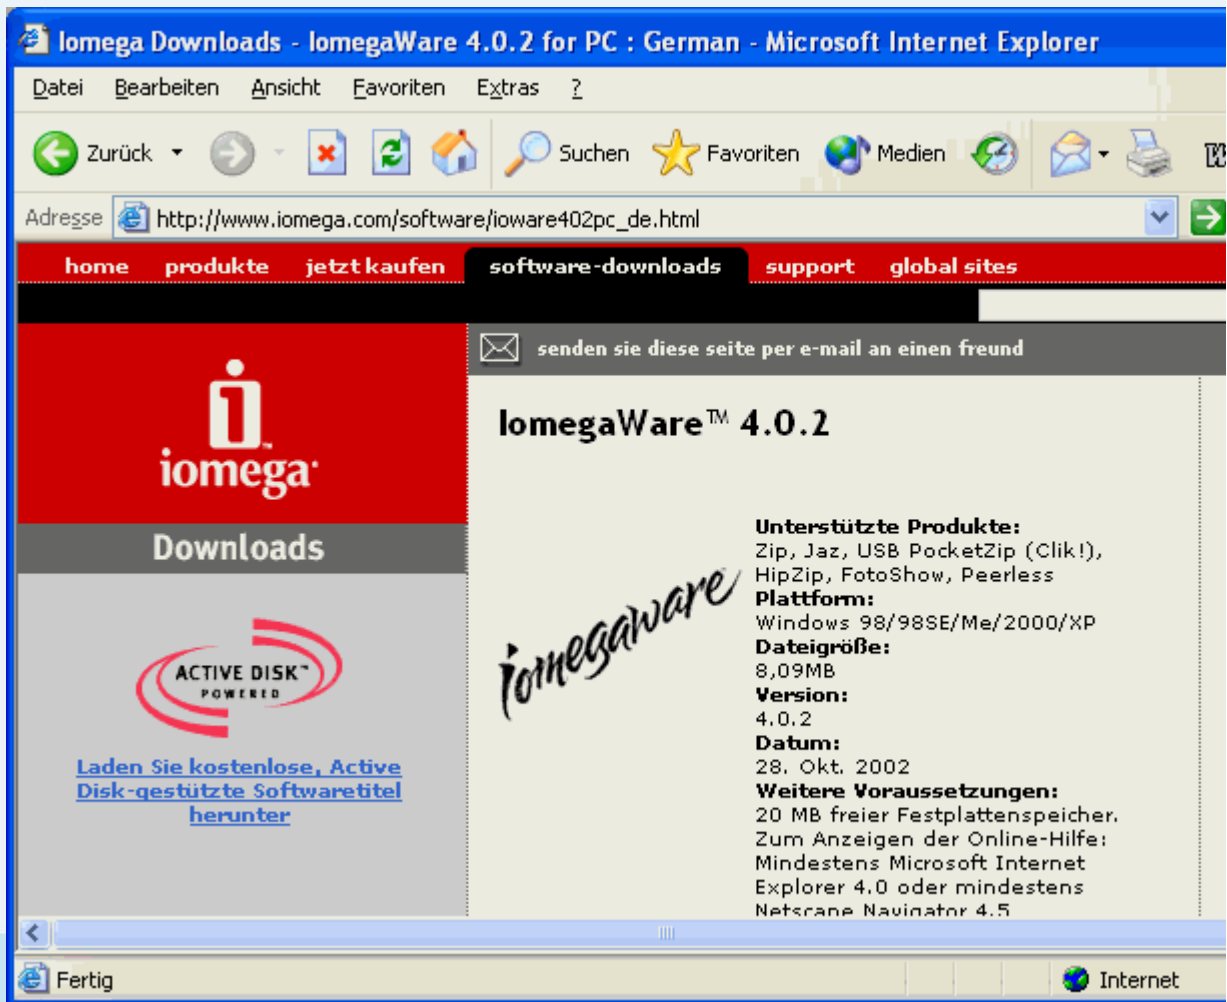 Iomega Downloads - IomegaWare 4.0.2 for PC : German - Microsoft Internet Explorer
Datei Bearbeiten Ansicht Favoriten Extras ?
Zurück Suchen Favoriten Medien W
Adresse http://www.iomega.com/software/ioware402pc_de.html
home produkte jetzt kaufen software-downloads support global sites
senden sie diese seite per e-mail an einen freund
iomega
Downloads
ACTIVE DISK™
POWERED
Laden Sie kostenlose, Active
Disk-gestützte Softwaretitel
herunter
IomegaWare™ 4.0.2
iomegaware
Unterstützte Produkte:
Zip, Jaz, USB PocketZip (Clik!),
HipZip, FotoShow, Peerless
Plattform:
Windows 98/98SE/Me/2000/XP
Dateigröße:
8,09MB
Version:
4.0.2
Datum:
28. Okt. 2002
Weitere Voraussetzungen:
20 MB freier Festplattenspeicher.
Zum Anzeigen der Online-Hilfe:
Mindestens Microsoft Internet
Explorer 4.0 oder mindestens
Netscape Navigator 4.5
Fertig Internet